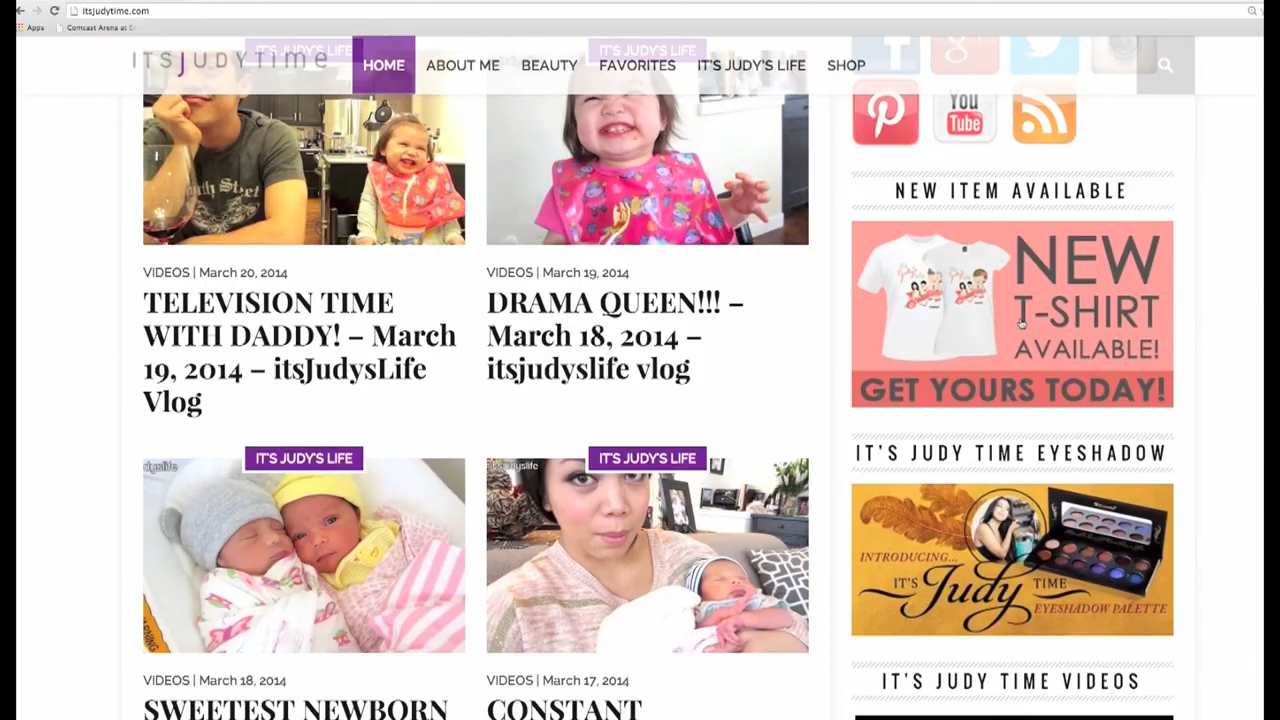 itsjudytime.com
Apps
Comcast Arena at E
ITSJUDYTIME
HOME
ABOUT ME
BEAUTY
FAVORITES
IT'S JUDY'S LIFE
SHOP
IT'S JUDY'S LIFE
IT'S JUDY'S LIFE
VIDEOS | March 20, 2014
TELEVISION TIME
WITH DADDY! – March
19, 2014 – itsJudysLife
Vlog
VIDEOS | March 19, 2014
DRAMA QUEEN!!! –
March 18, 2014 –
itsjudyslife vlog
IT'S JUDY'S LIFE
dyslife
VIDEOS | March 18, 2014
SWEETEST NEWBORN
IT'S JUDY'S LIFE
VIDEOS | March 17, 2014
CONSTANT
You
Tube
NEW ITEM AVAILABLE
NEW
T-SHIRT
AVAILABLE!
GET YOURS TODAY!
IT'S JUDY TIME EYESHADOW
INTRODUCING...
IT'S Judy TIME
EYESHADOW PALETTE
IT'S JUDY TIME VIDEOS